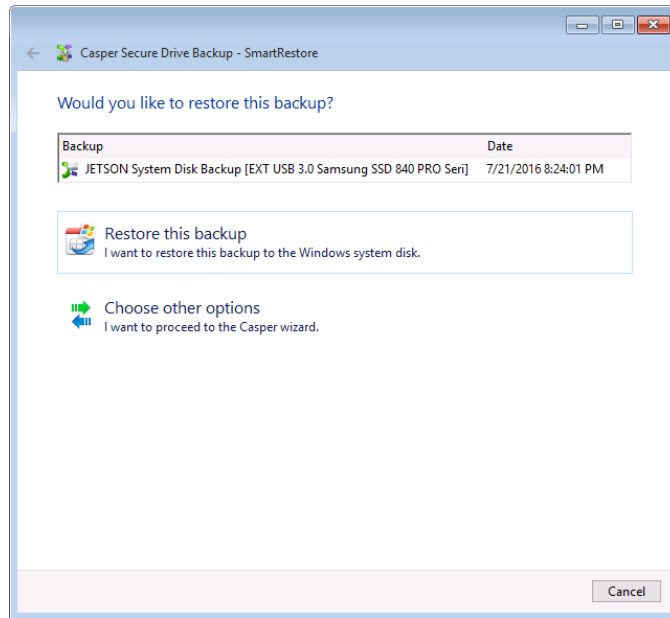 Casper Secure Drive Backup - SmartRestore
Would you like to restore this backup?
Backup Date
JETSON System Disk Backup [EXT USB 3.0 Samsung SSD 840 PRO Seri] 7/21/2016 8:24:01 PM
Restore this backup
I want to restore this backup to the Windows system disk.
Choose other options
I want to proceed to the Casper wizard.
Cancel